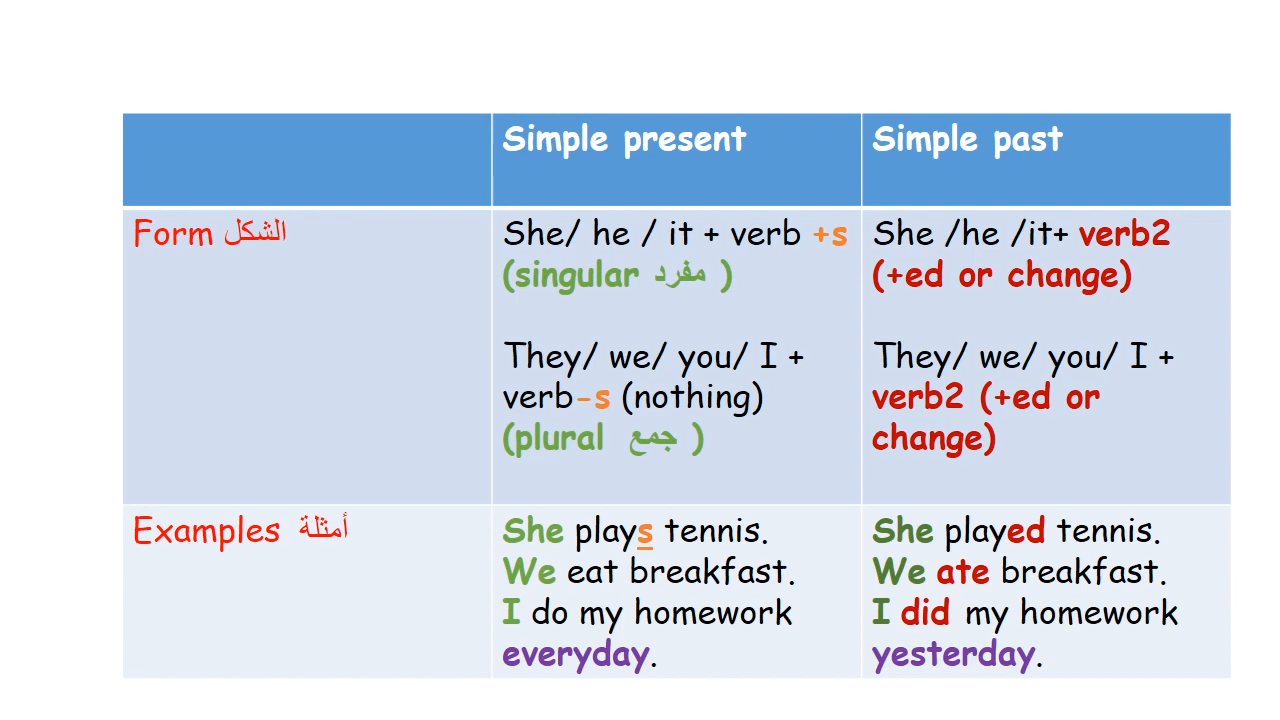 Simple present
Simple past
Form الشكل
She/ he / it + verb +s
(singular مفرد )
They/ we/ you/ I +
verb-s (nothing)
(plural جمع )
She /he /it+ verb2
(+ed or change)
They/ we/ you/ I +
verb2 (+ed or
change)
Examples أمثلة
She plays tennis.
We eat breakfast.
I do my homework
everyday.
She played tennis.
We ate breakfast.
I did my homework
yesterday.